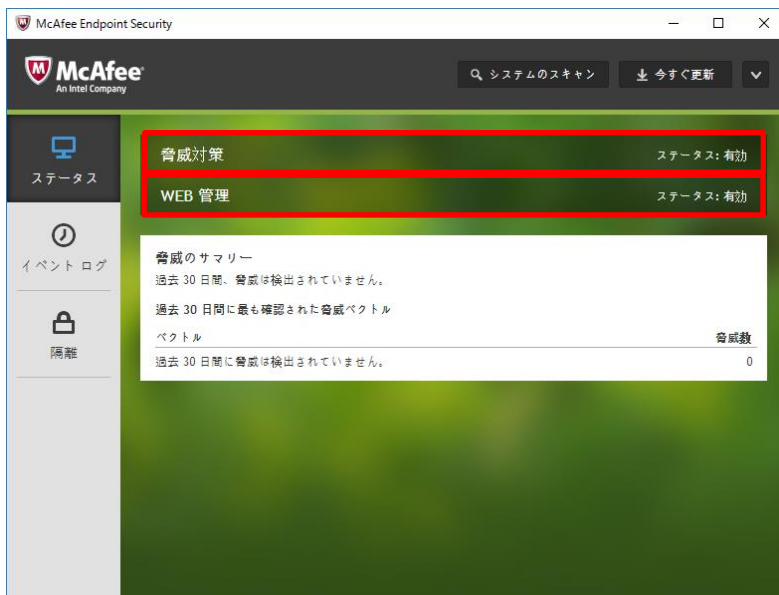 McAfee Endpoint Security
McAfee
An Intel Company
システムのスキャン
今すぐ更新
ステータス
イベント ログ
隔離
脅威対策 ステータス: 有効
WEB 管理 ステータス: 有効
脅威のサマリー
過去 30 日間、脅威は検出されていません。
過去 30 日間に最も確認された脅威ベクトル
ベクトル 脅威数
過去 30 日間に脅威は検出されていません。 0